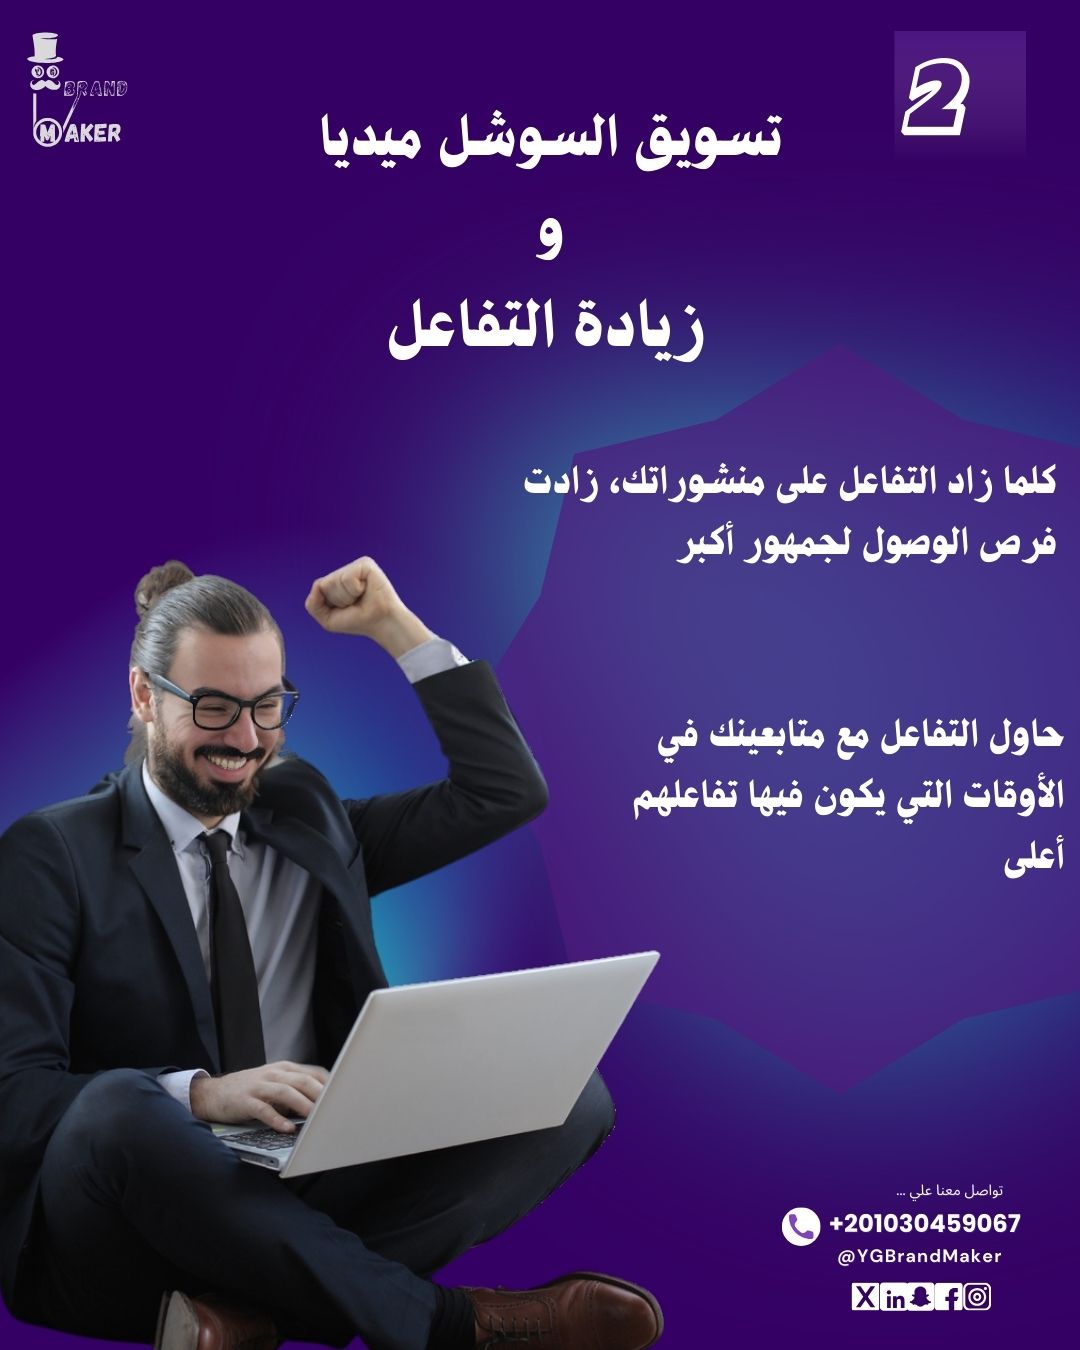 BRAND
MAKER
2
تسويق السوشل ميديا
و
زيادة التفاعل
كلما زاد التفاعل على منشوراتك، زادت
فرص الوصول لجمهور أكبر
حاول التفاعل مع متابعينك في
الأوقات التي يكون فيها تفاعلهم
أعلى
تواصل معنا علي ...
+201030459067
@YGBrandMaker